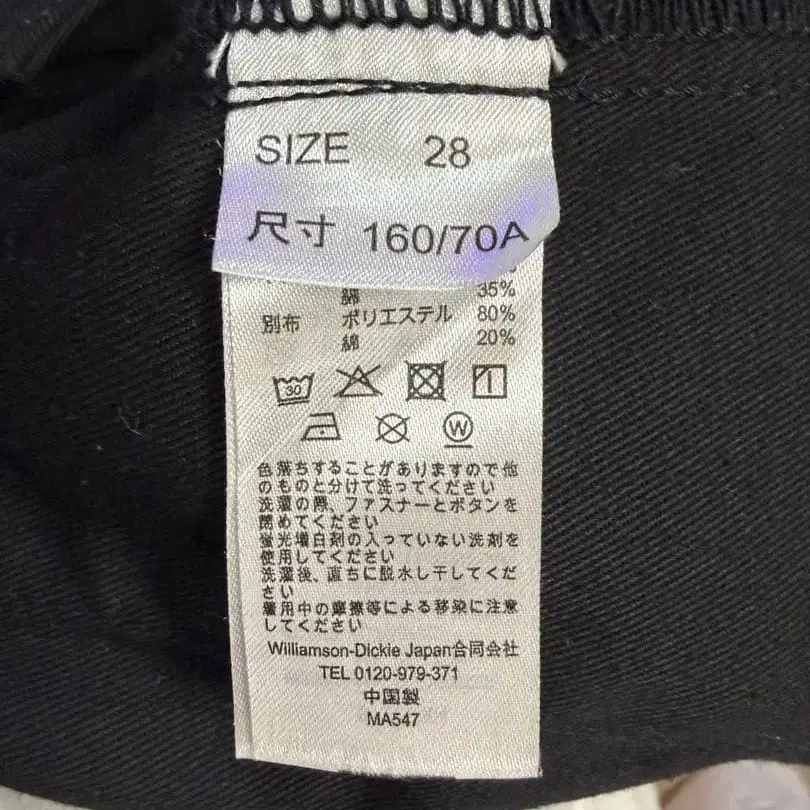 SIZE 28
尺寸 160/70A
綿 35%
別布 ポリエステル 80%
綿 20%
30
W
色落ちすることがありますので他
のものと分けて洗ってください
洗濯の際、ファスナーとボタンを
閉めてください
蛍光増白剤の入っていない洗剤を
使用してください
洗濯後、直ちに脱水し干してくだ
さい
着用中の摩擦等による移染に注意
してください
Williamson-Dickie Japan合同会社
TEL 0120-979-371
中国製
MA547